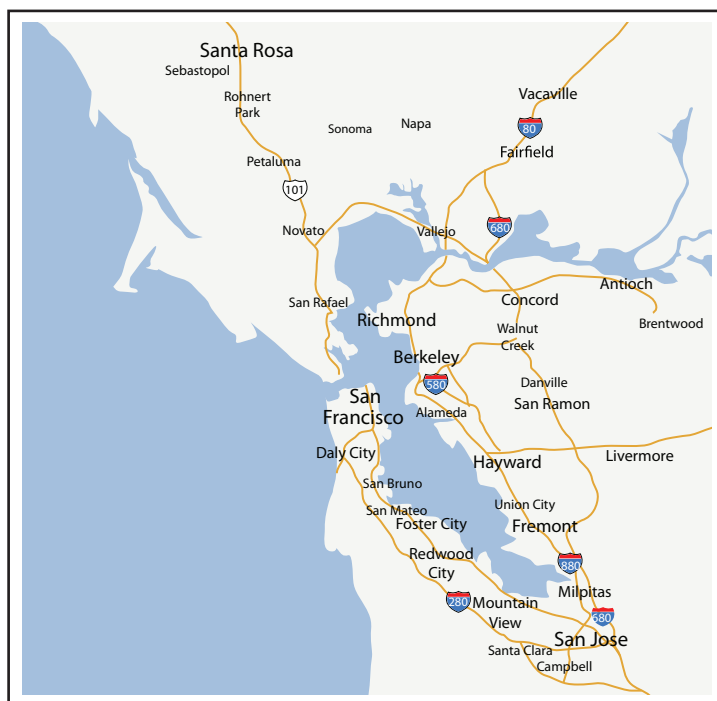 Santa Rosa
Sebastopol
Vacaville
Rohnert
Park
Sonoma
Napa
80
Fairfield
Petaluma
101
Novato
Vallejo
680
Antioch
San Rafael
Concord
Richmond
Brentwood
Walnut
Creek
Berkeley
580
Danville
San
Francisco
Alameda
San Ramon
Daly City
Hayward
Livermore
San Bruno
Union City
San Mateo
Foster City
Fremont
Redwood
City
880
Milpitas
280
Mountain
View
680
San Jose
Santa Clara
Campbell